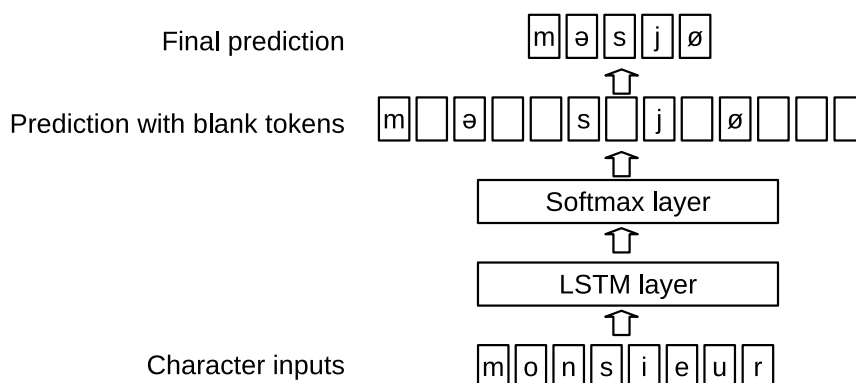 Final prediction m ə s j ø
Prediction with blank tokens m ə s j ø
Softmax layer
LSTM layer
Character inputs m o n s i e u r